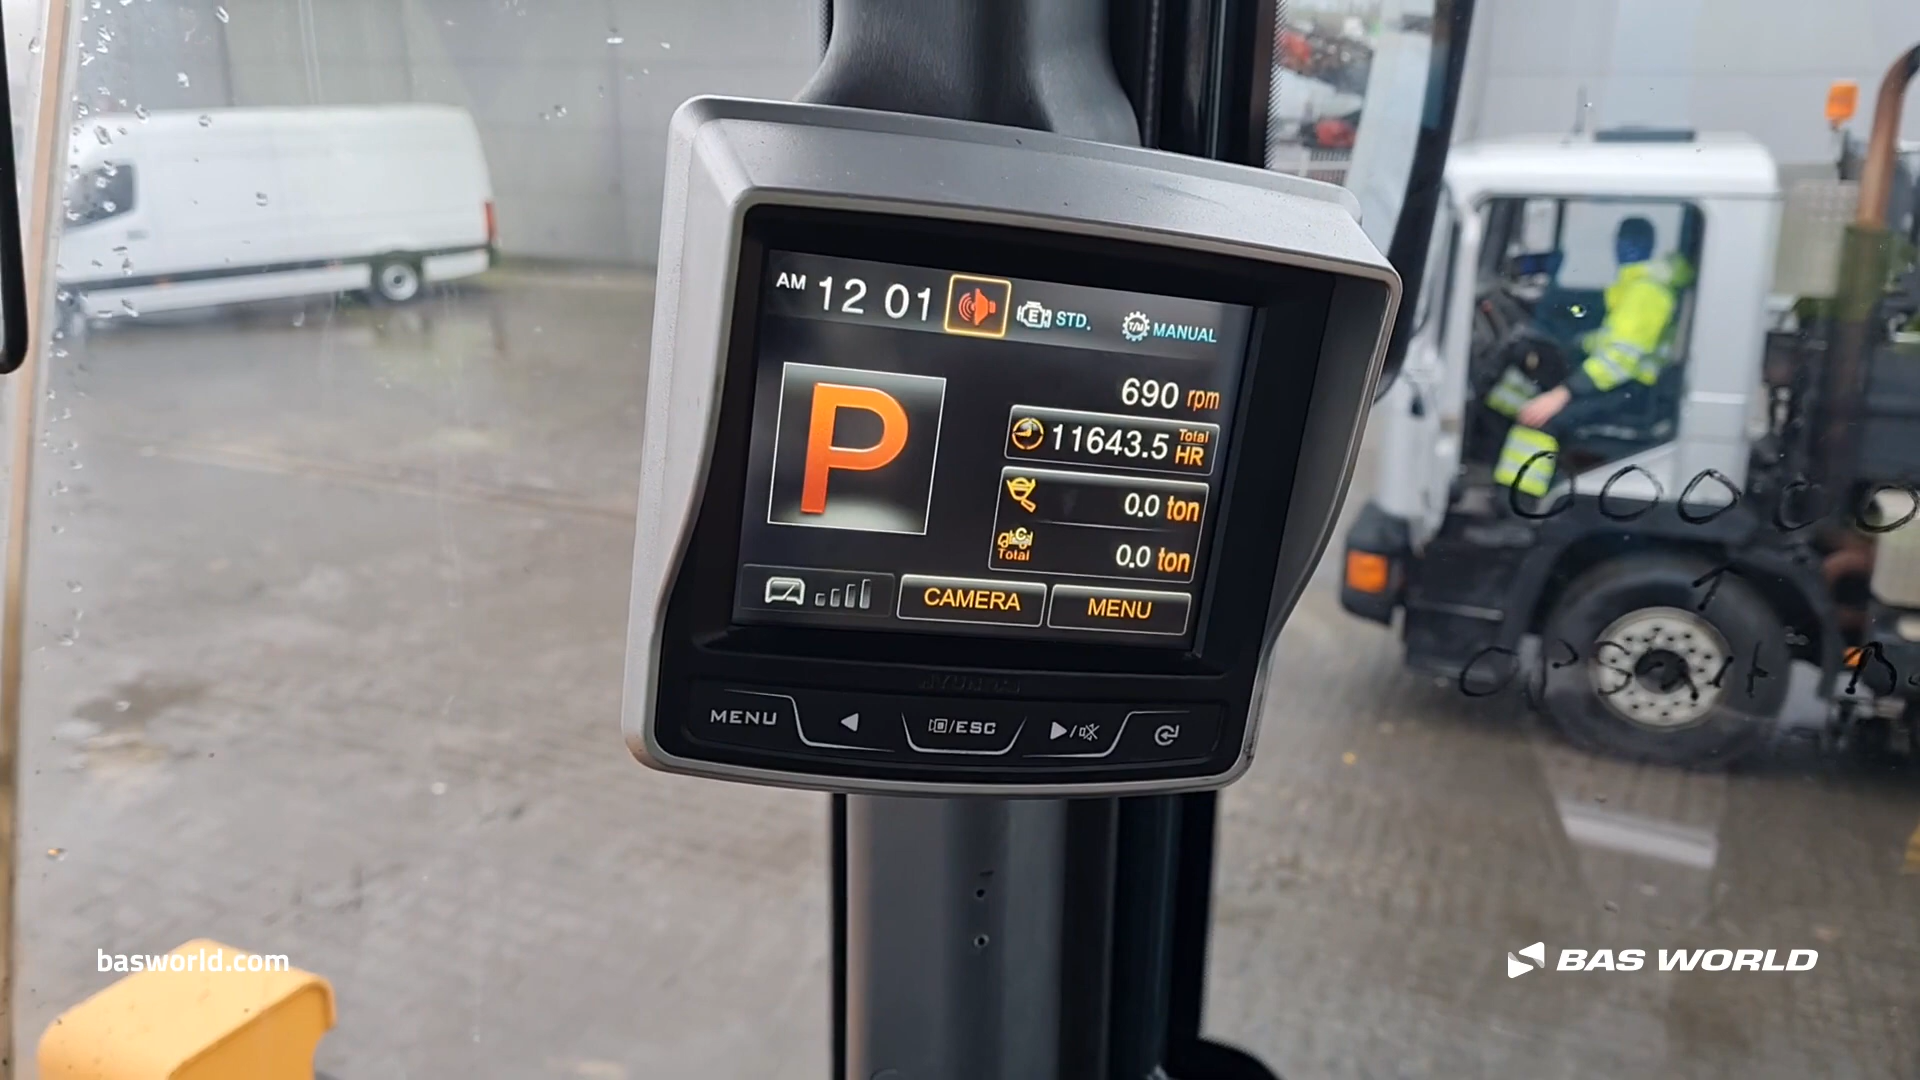 AM 12 01 E STD. T/M MANUAL
P
690 rpm
11643.5 Total HR
0.0 ton
C Total 0.0 ton
CAMERA MENU
HYUNDAI
MENU /ESC
basworld.com
BAS WORLD